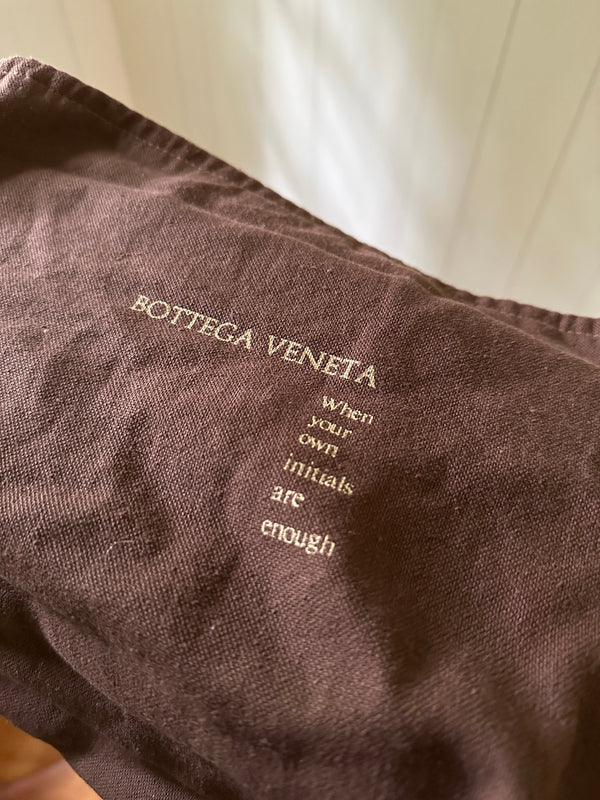 BOTTEGA VENETA
When
your
own
initials
are
enough